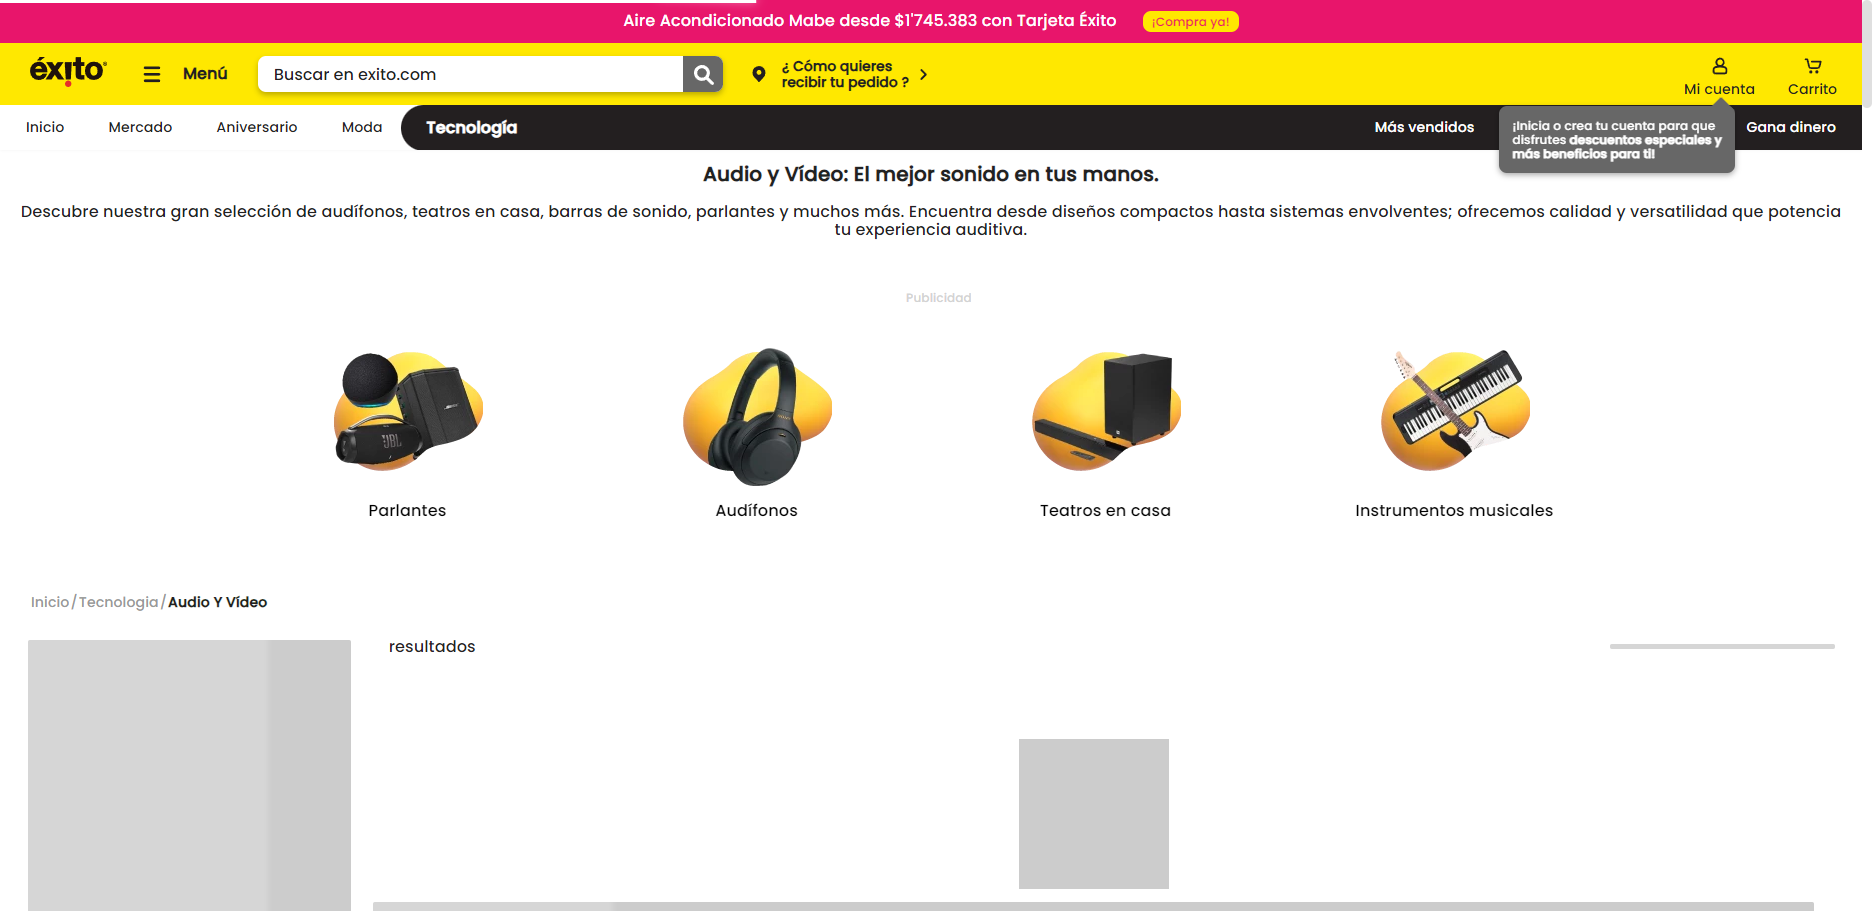 Aire Acondicionado Mabe desde $1'745.383 con Tarjeta Éxito
¡Compra ya!
éxito
Menú
Buscar en exito.com
¿ Cómo quieres
recibir tu pedido ?
Mi cuenta
Carrito
Inicio
Mercado
Aniversario
Moda
Tecnología
Más vendidos
Gana dinero
¡Inicia o crea tu cuenta para que
disfrutes descuentos especiales y
más beneficios para ti!
Audio y Vídeo: El mejor sonido en tus manos.
Descubre nuestra gran selección de audífonos, teatros en casa, barras de sonido, parlantes y muchos más. Encuentra desde diseños compactos hasta sistemas envolventes; ofrecemos calidad y versatilidad que potencia
tu experiencia auditiva.
Publicidad
JBL
Parlantes
Audífonos
Teatros en casa
Instrumentos musicales
Inicio/Tecnologia/Audio Y Vídeo
resultados